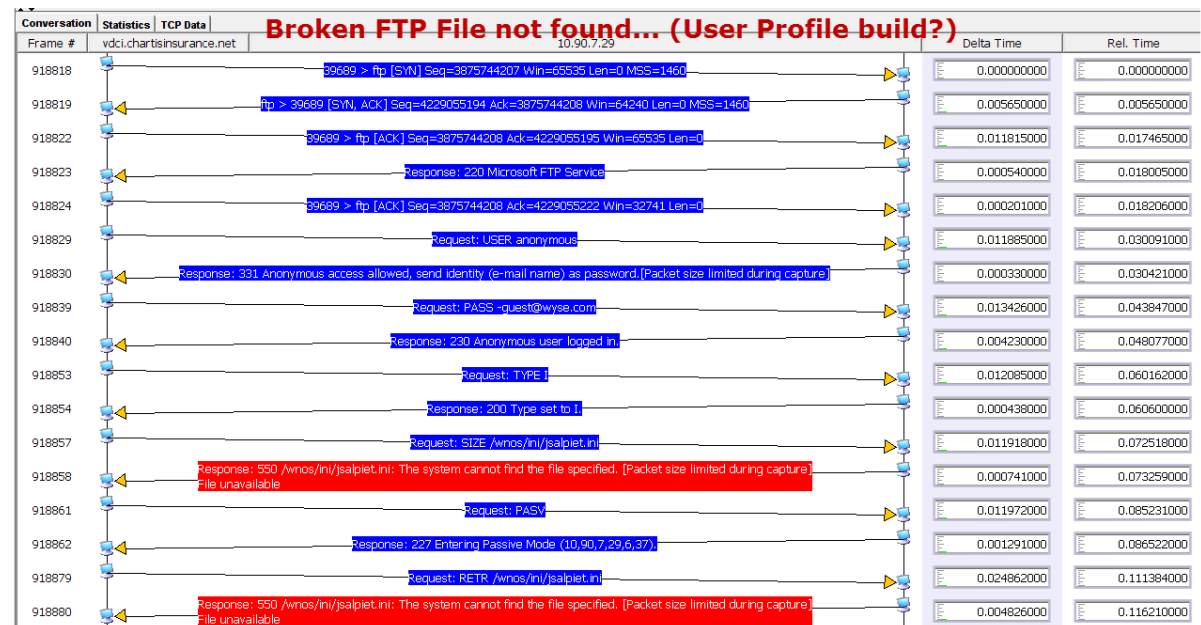 Conversation Statistics TCP Data
Broken FTP File not found... (User Profile build?)
Frame # vdci.chartisinsurance.net 10.90.7.29 Delta Time Rel. Time
918818 39689 > ftp [SYN] Seq=3875744207 Win=65535 Len=0 MSS=1460 0.000000000 0.000000000
918819 ftp > 39689 [SYN, ACK] Seq=4229055194 Ack=3875744208 Win=64240 Len=0 MSS=1460 0.005650000 0.005650000
918822 39689 > ftp [ACK] Seq=3875744208 Ack=4229055195 Win=65535 Len=0 0.011815000 0.017465000
918823 Response: 220 Microsoft FTP Service 0.000540000 0.018005000
918824 39689 > ftp [ACK] Seq=3875744208 Ack=4229055222 Win=32741 Len=0 0.000201000 0.018206000
918829 Request: USER anonymous 0.011885000 0.030091000
918830 Response: 331 Anonymous access allowed, send identity (e-mail name) as password.[Packet size limited during capture] 0.000330000 0.030421000
918839 Request: PASS -guest@wyse.com 0.013426000 0.043847000
918840 Response: 230 Anonymous user logged in. 0.004230000 0.048077000
918853 Request: TYPE I 0.012085000 0.060162000
918854 Response: 200 Type set to I. 0.000438000 0.060600000
918857 Request: SIZE /wnos/ini/jsalpiet.ini 0.011918000 0.072518000
918858 Response: 550 /wnos/ini/jsalpiet.ini: The system cannot find the file specified. [Packet size limited during capture] 0.000741000 0.073259000
File unavailable
918861 Request: PASV 0.011972000 0.085231000
918862 Response: 227 Entering Passive Mode (10,90,7,29,6,37). 0.001291000 0.086522000
918879 Request: RETR /wnos/ini/jsalpiet.ini 0.024862000 0.111384000
918880 Response: 550 /wnos/ini/jsalpiet.ini: The system cannot find the file specified. [Packet size limited during capture] 0.004826000 0.116210000
File unavailable